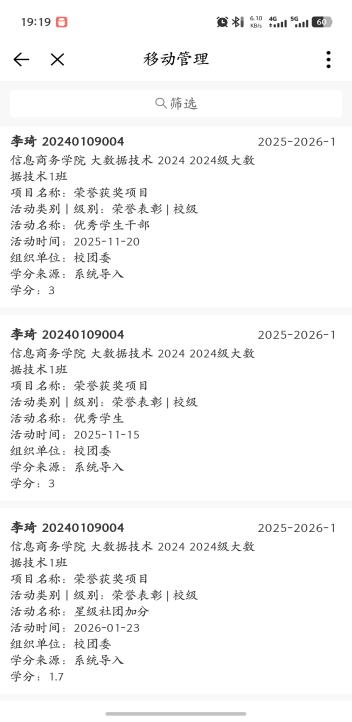 19:19
6.10 KB/s 4G 5G 60
移动管理
筛选
李琦 20240109004 2025-2026-1
信息商务学院 大数据技术 2024 2024级大数
据技术1班
项目名称：荣誉获奖项目
活动类别 | 级别：荣誉表彰 | 校级
活动名称：优秀学生干部
活动时间：2025-11-20
组织单位：校团委
学分来源：系统导入
学分：3
李琦 20240109004 2025-2026-1
信息商务学院 大数据技术 2024 2024级大数
据技术1班
项目名称：荣誉获奖项目
活动类别 | 级别：荣誉表彰 | 校级
活动名称：优秀学生
活动时间：2025-11-15
组织单位：校团委
学分来源：系统导入
学分：3
李琦 20240109004 2025-2026-1
信息商务学院 大数据技术 2024 2024级大数
据技术1班
项目名称：荣誉获奖项目
活动类别 | 级别：荣誉表彰 | 校级
活动名称：星级社团加分
活动时间：2026-01-23
组织单位：校团委
学分来源：系统导入
学分：1.7